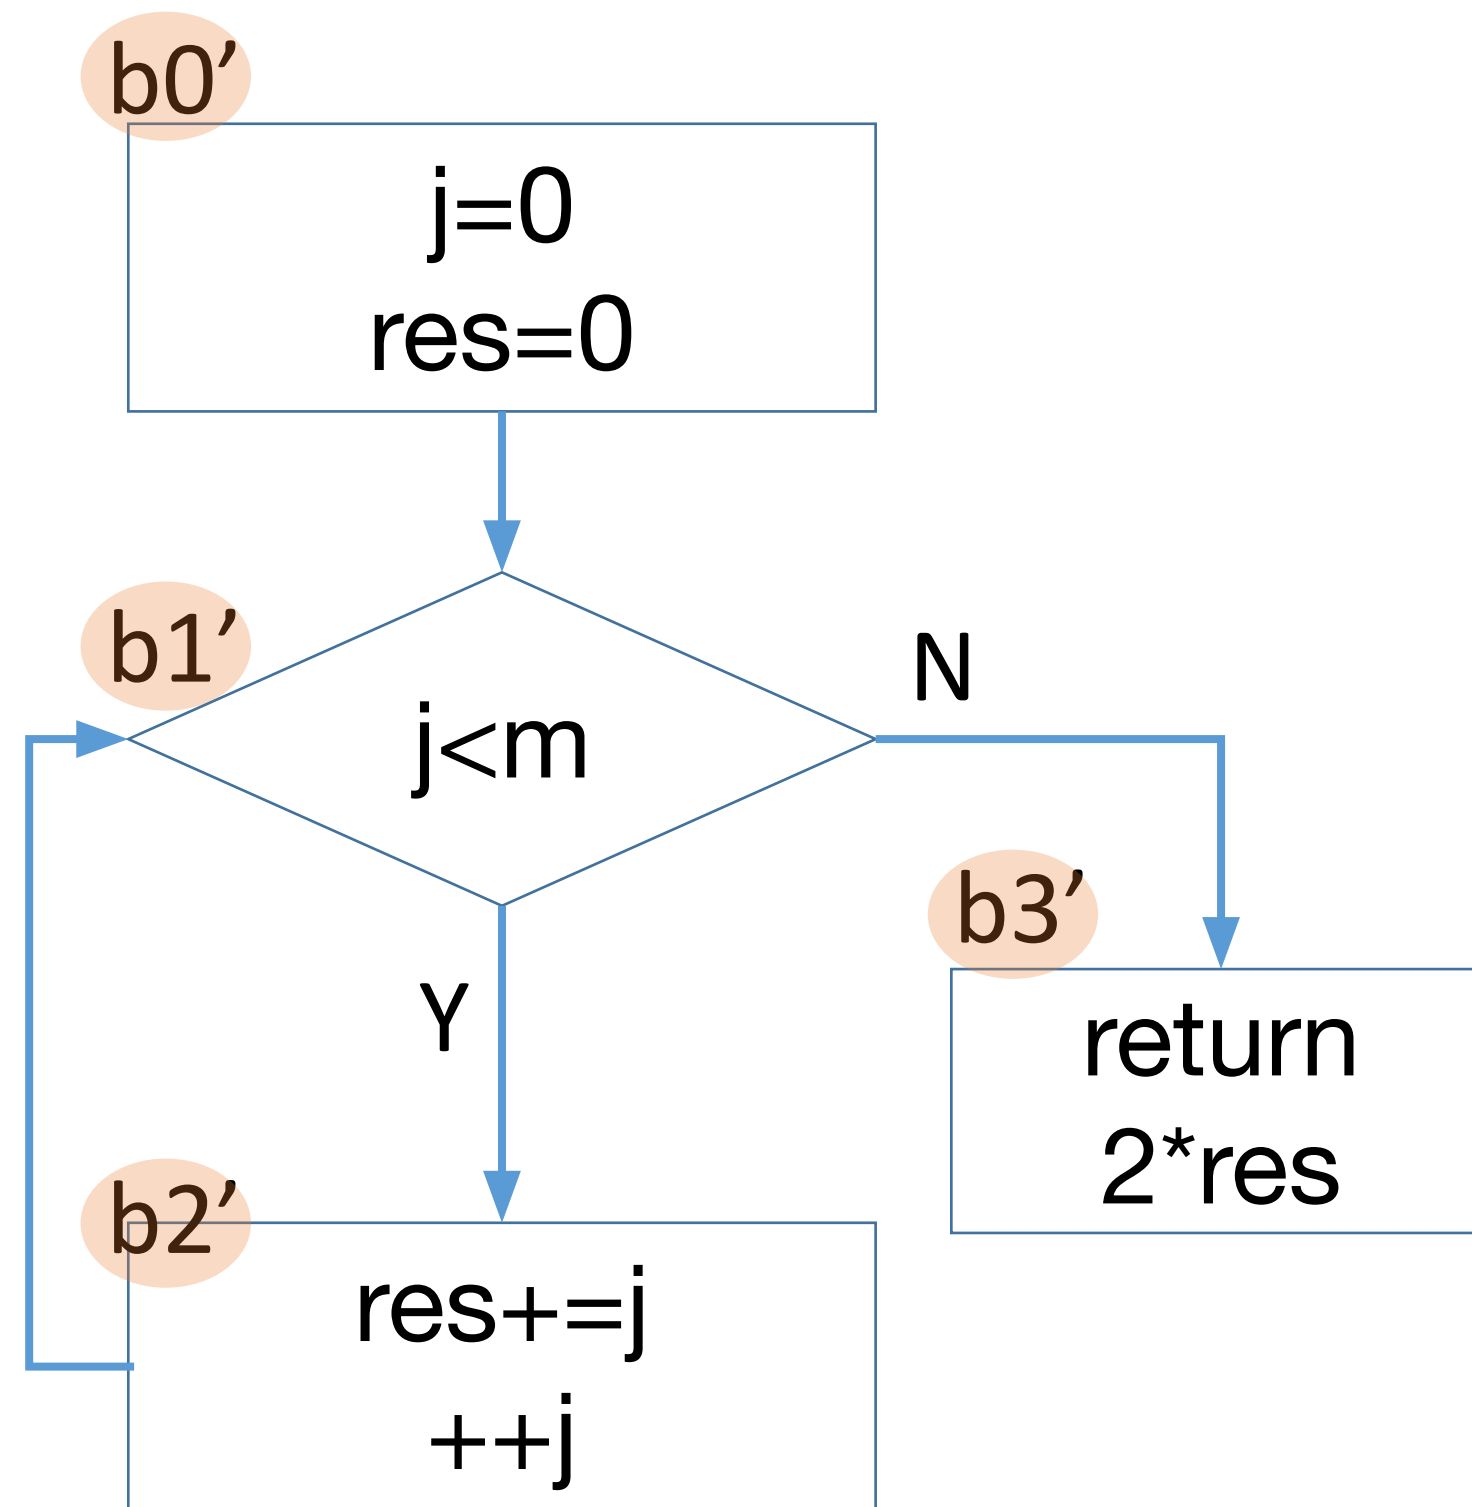 b0’
j=0
res=0
b1’
j<m
N
b3’
return
2*res
Y
b2’
res+=j
++j